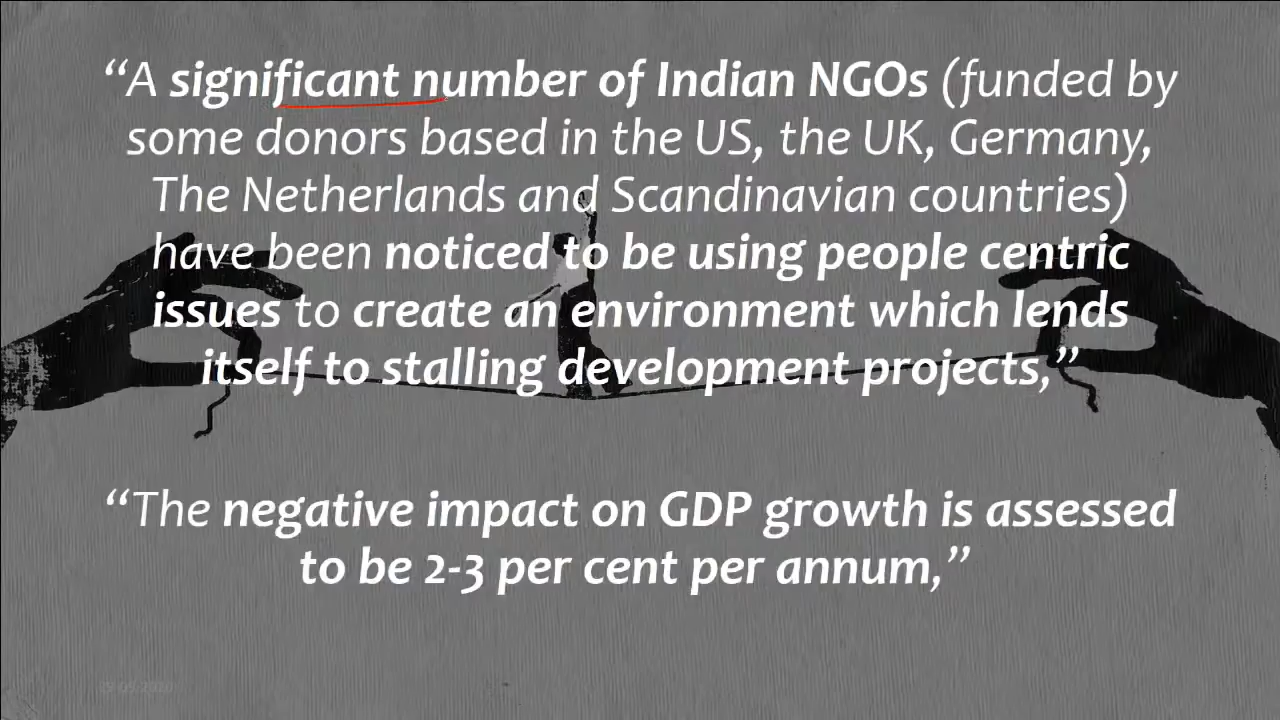 “A significant number of Indian NGOs (funded by
some donors based in the US, the UK, Germany,
The Netherlands and Scandinavian countries)
have been noticed to be using people centric
issues to create an environment which lends
itself to stalling development projects,”
“The negative impact on GDP growth is assessed
to be 2-3 per cent per annum,”